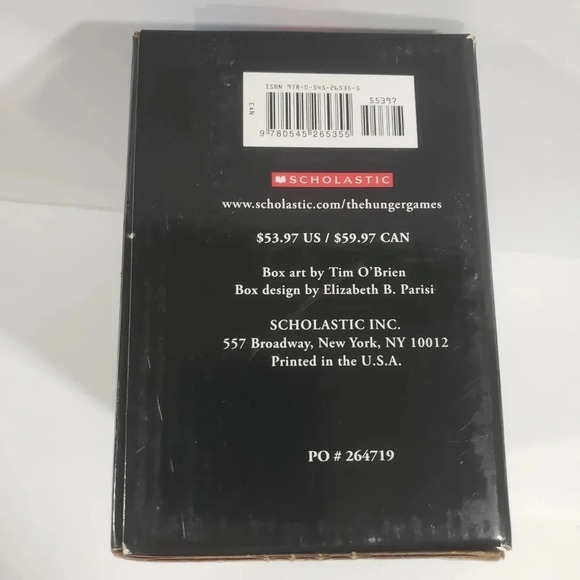 ISBN 978-0-545-26535-5
55397
EAN
9 780545 265355
SCHOLASTIC
www.scholastic.com/thehungergames
$53.97 US / $59.97 CAN
Box art by Tim O'Brien
Box design by Elizabeth B. Parisi
SCHOLASTIC INC.
557 Broadway, New York, NY 10012
Printed in the U.S.A.
PO # 264719